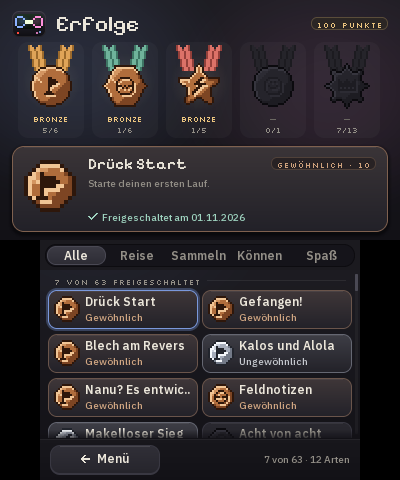 Erfolge
100 PUNKTE
BRONZE
5/6
BRONZE
1/6
BRONZE
1/5
—
0/1
—
7/13
Drück Start
GEWÖHNLICH · 10
Starte deinen ersten Lauf.
Freigeschaltet am 01.11.2026
Alle
Reise
Sammeln
Können
Spaß
7 VON 63 FREIGESCHALTET
Drück Start
Gewöhnlich
Gefangen!
Gewöhnlich
Blech am Revers
Gewöhnlich
Kalos und Alola
Ungewöhnlich
Nanu? Es entwic..
Gewöhnlich
Feldnotizen
Gewöhnlich
Makelloser Sieg
Acht von acht
← Menü
7 von 63 · 12 Arten